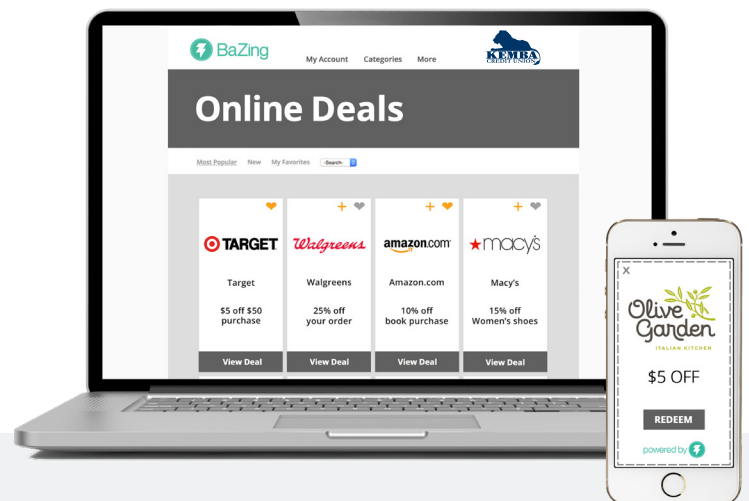 BaZing
My Account Categories More
KEMBA
CREDIT UNION
Online Deals
Most Popular New My Favorites -Search-
TARGET
Walgreens
amazon.com
macy's
Target
Walgreens
Amazon.com
Macy's
$5 off $50
purchase
25% off
your order
10% off
book purchase
15% off
Women's shoes
View Deal
View Deal
View Deal
View Deal
X
Olive
Garden
ITALIAN KITCHEN
$5 OFF
REDEEM
powered by